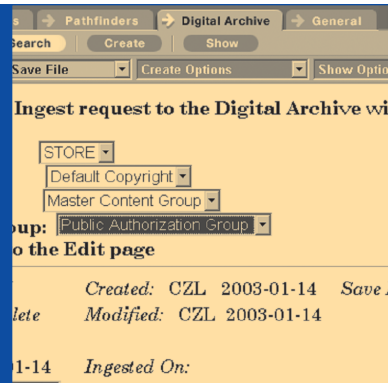 s Pathfinders Digital Archive General
Search Create Show
Save File Create Options Show Optio
Ingest request to the Digital Archive wi
STORE
Default Copyright
Master Content Group
oup: Public Authorization Group
o the Edit page
Created: CZL 2003-01-14 Save
lete Modified: CZL 2003-01-14
01-14 Ingested On: